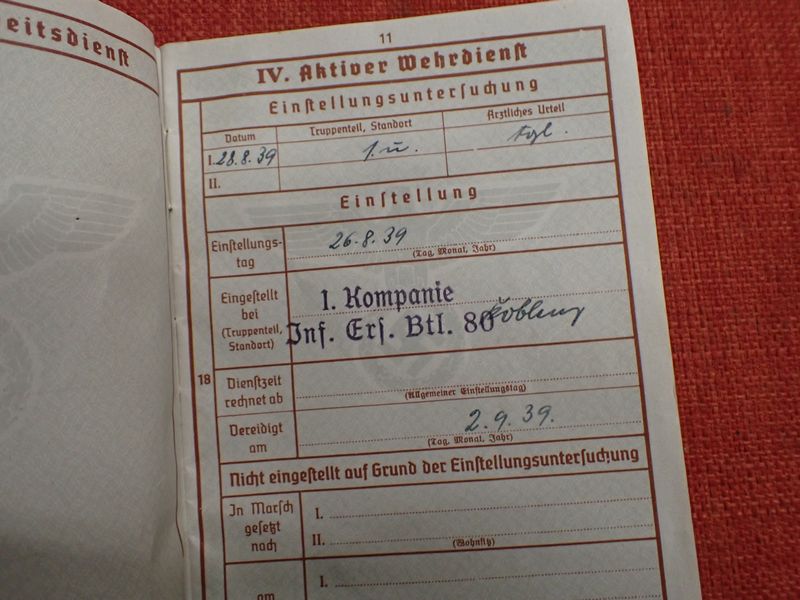 eitsdienst
11
IV. Aktiver Wehrdienst
Einstellungsuntersuchung
Datum
Truppenteil, Standort
Ärztliches Urteil
I. 28.8.39
1. u.
tgl.
II.
Einstellung
Einstellungs-
tag
26.8.39
(Tag, Monat, Jahr)
Eingestellt
bei
(Truppenteil,
Standort)
1. Kompanie
Inf. Ers. Btl. 80 Koblenz
18
Dienstzeit
rechnet ab
(Allgemeiner Einstellungstag)
Vereidigt
am
2.9.39.
(Tag, Monat, Jahr)
Nicht eingestellt auf Grund der Einstellungsuntersuchung
In Marsch
gesetzt
nach
I.
II.
(Wohnsitz)
am
I.